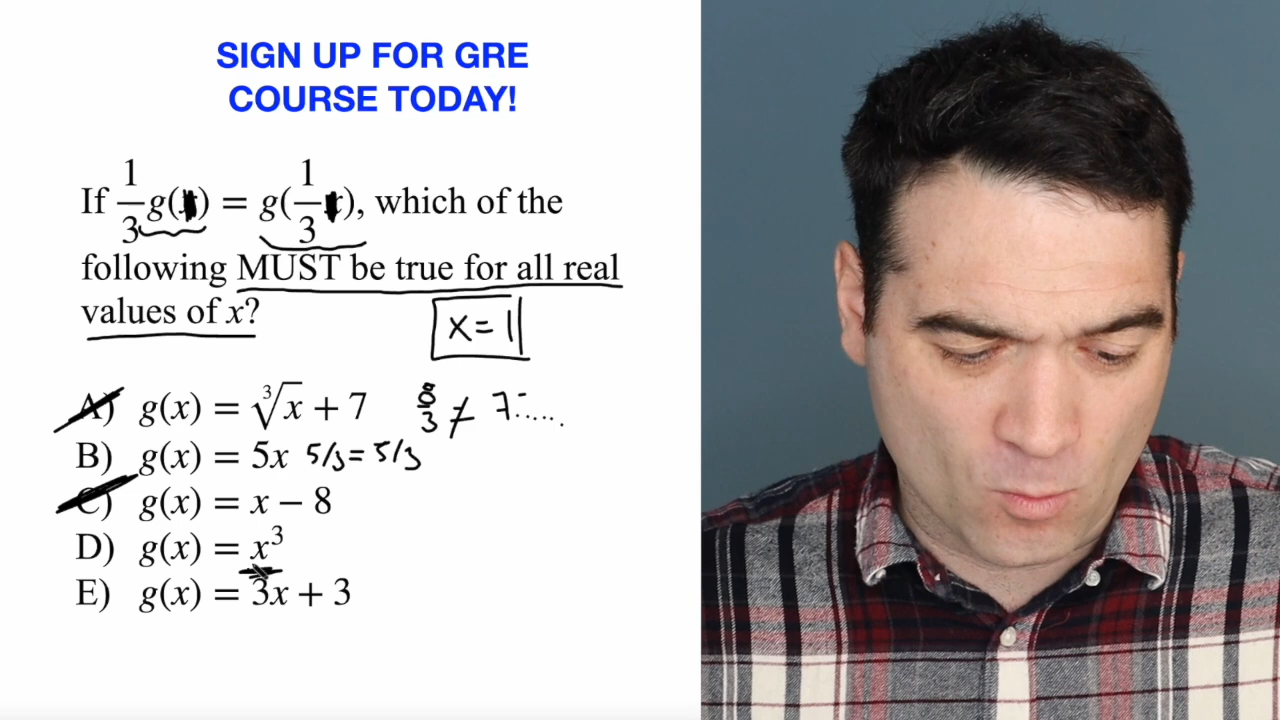 SIGN UP FOR GRE
COURSE TODAY!
If 1/3 g(x) = g(1/3 x), which of the
following MUST be true for all real
values of x?
x = 1
A) g(x) = ∛x + 7 8/3 ≠ 7.....
B) g(x) = 5x 5/3 = 5/3
C) g(x) = x − 8
D) g(x) = x³
E) g(x) = 3x + 3